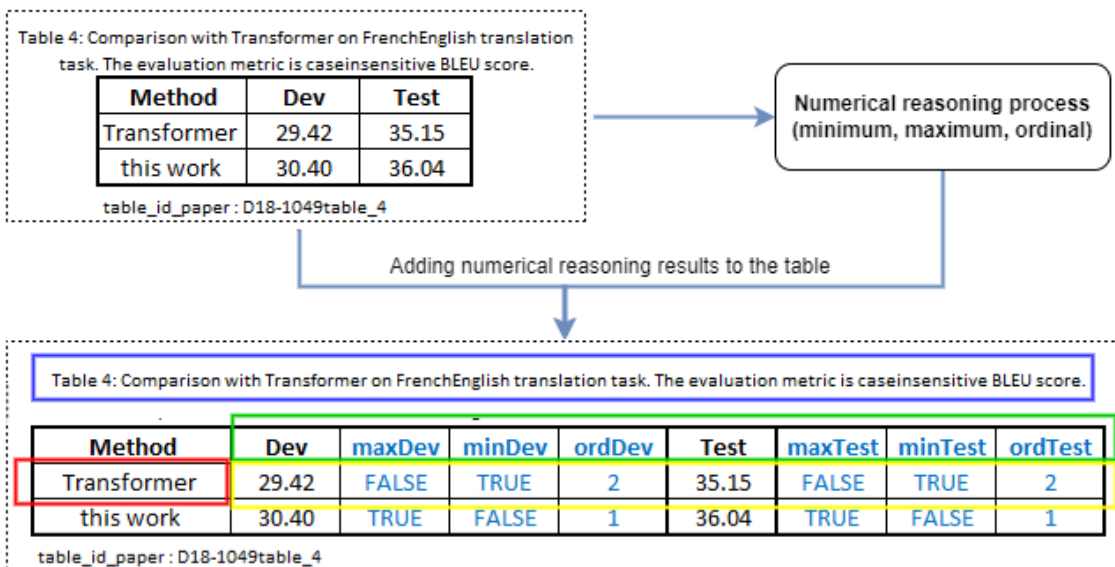 Table 4: Comparison with Transformer on FrenchEnglish translation
task. The evaluation metric is caseinsensitive BLEU score.
Method Dev Test
Transformer 29.42 35.15
this work 30.40 36.04
table_id_paper : D18-1049table_4
Numerical reasoning process
(minimum, maximum, ordinal)
Adding numerical reasoning results to the table
Table 4: Comparison with Transformer on FrenchEnglish translation task. The evaluation metric is caseinsensitive BLEU score.
Method Dev maxDev minDev ordDev Test maxTest minTest ordTest
Transformer 29.42 FALSE TRUE 2 35.15 FALSE TRUE 2
this work 30.40 TRUE FALSE 1 36.04 TRUE FALSE 1
table_id_paper : D18-1049table_4